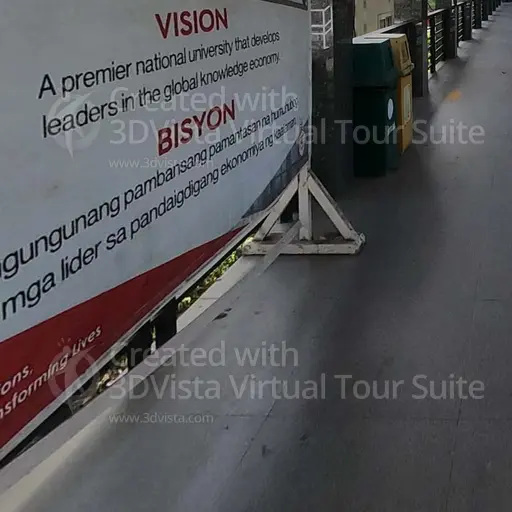 VISION
A premier national university that develops
leaders in the global knowledge economy.
BISYON
gungunang pambansang pamantasan na humuhubog
mga lider sa pandaigdigang ekonomiya ng kaalaman.
ons,
nsforming Lives
Created with
3DVista Virtual Tour Suite
www.3dvista.com
Created with
3DVista Virtual Tour Suite
www.3dvista.com